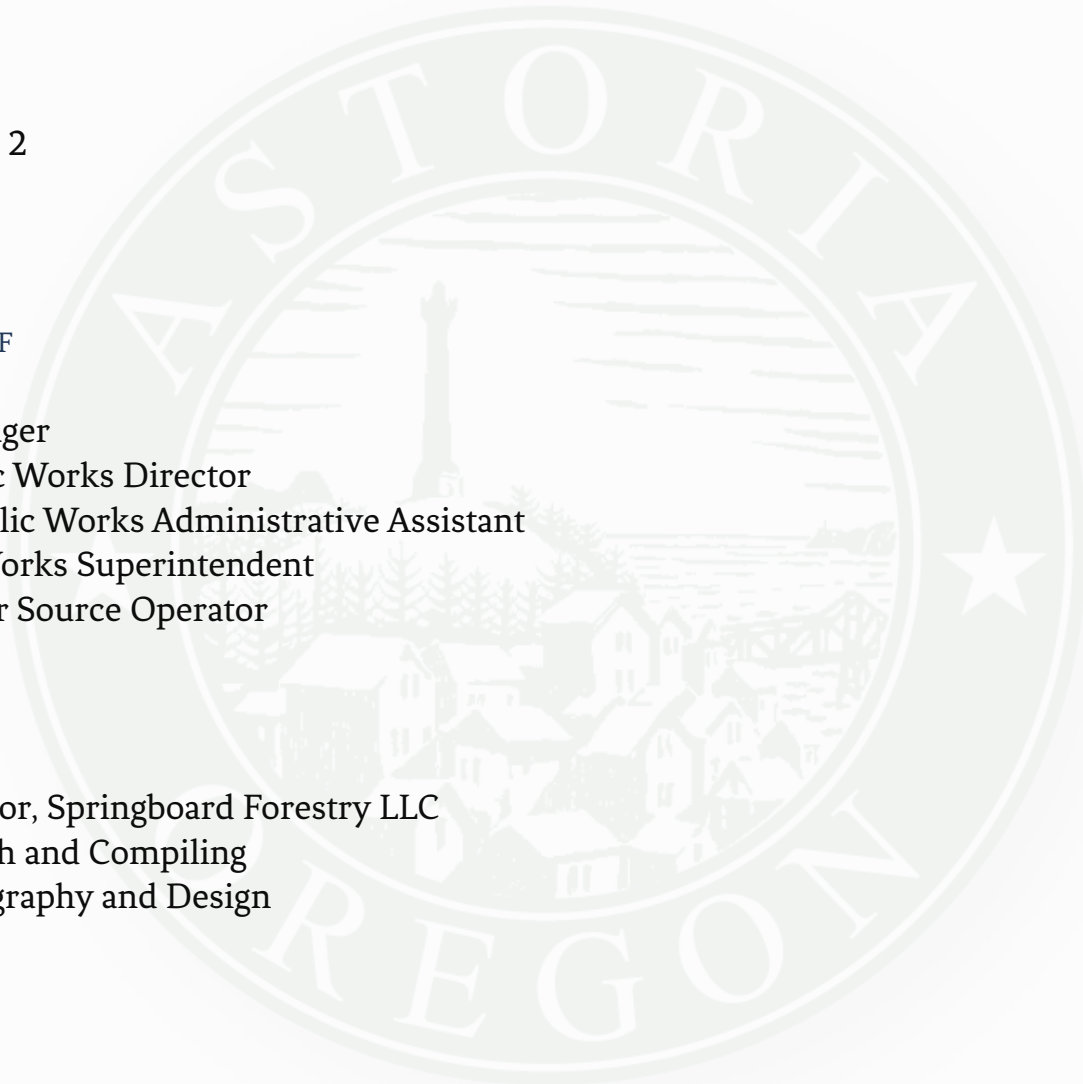 ASTORIA
2
F
ger
c Works Director
lic Works Administrative Assistant
orks Superintendent
r Source Operator
or, Springboard Forestry LLC
h and Compiling
graphy and Design
OREGON